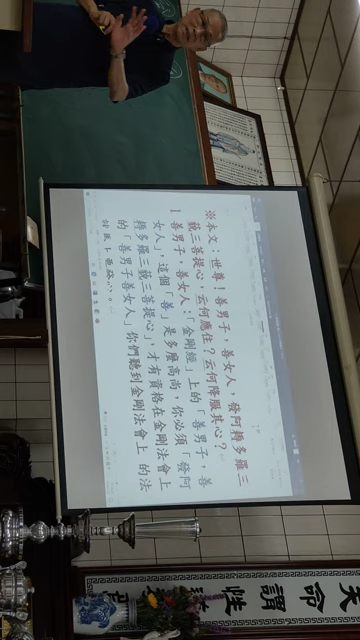 ※本文：世尊！善男子，善女人，發阿耨多羅三
藐三菩提心，云何應住？云何降服其心？
1 善男子，善女人：「金剛經」上的「善男子，善
女人」，這個「善」是多麼高尚，你必須「發阿
耨多羅三藐三菩提心」，才有資格在金剛法會上
的「善男子善女人」你們聽到金剛法會上的法
天命謂